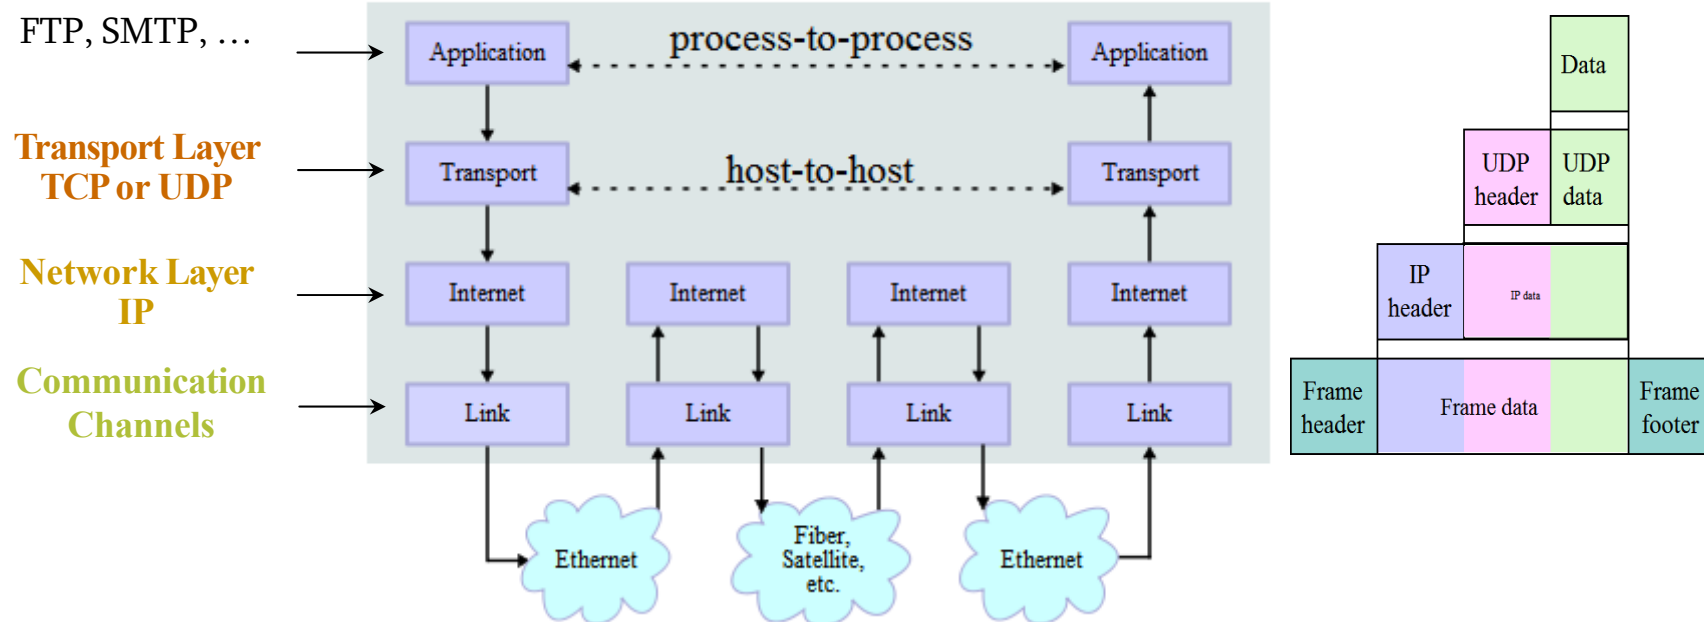 FTP, SMTP, …
Transport Layer
TCP or UDP
Network Layer
IP
Communication
Channels
Application
process-to-process
Application
Transport
host-to-host
Transport
Internet
Internet
Internet
Internet
Link
Link
Link
Link
Ethernet
Fiber,
Satellite,
etc.
Ethernet
Data
UDP
header
UDP
data
IP
header
IP data
Frame
header
Frame data
Frame
footer